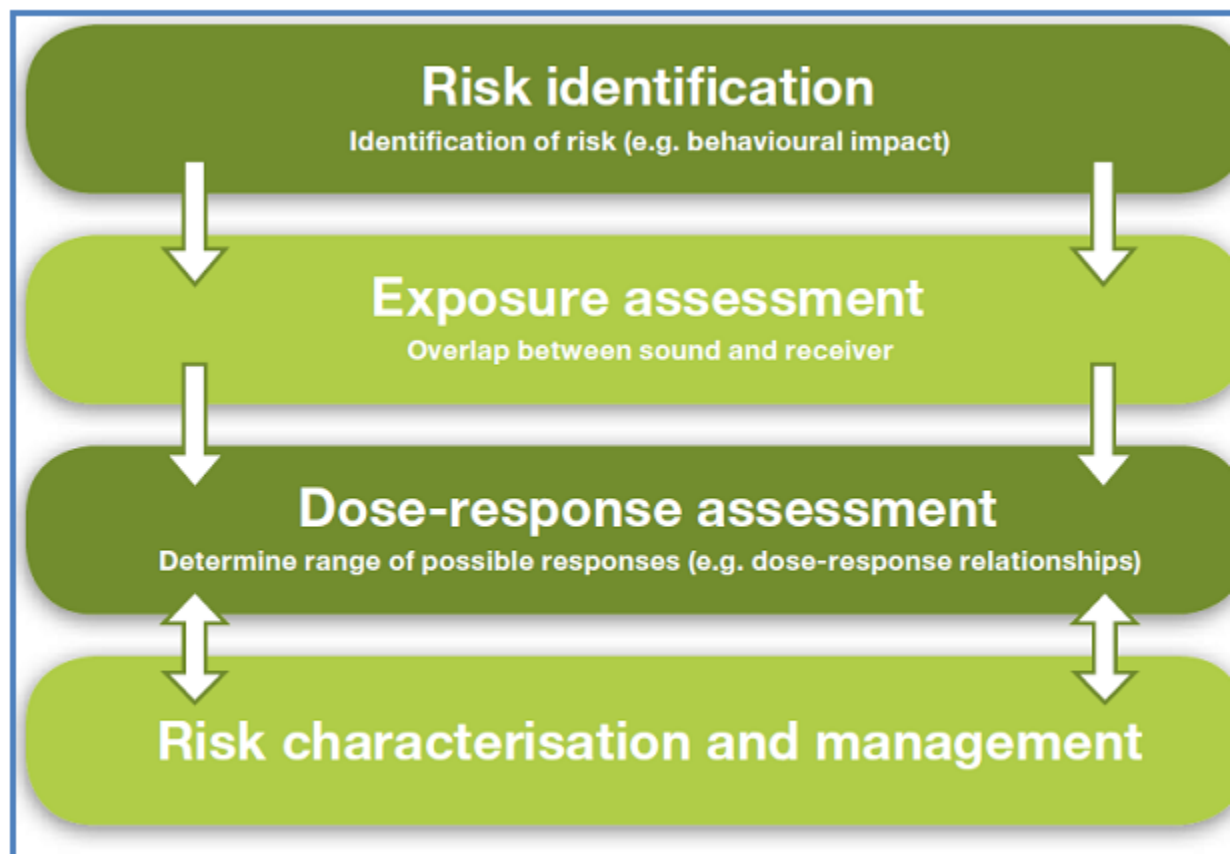 Risk identification
Identification of risk (e.g. behavioural impact)
Exposure assessment
Overlap between sound and receiver
Dose-response assessment
Determine range of possible responses (e.g. dose-response relationships)
Risk characterisation and management